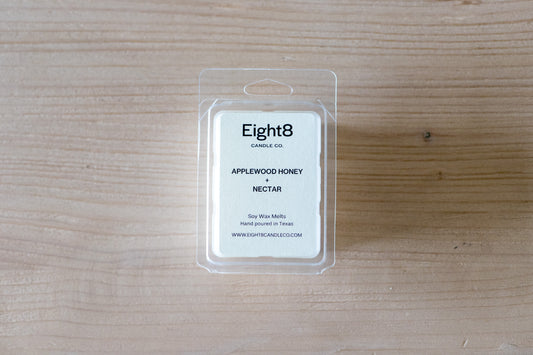 Eight8
CANDLE CO.
APPLEWOOD HONEY
+
NECTAR
Soy Wax Melts
Hand poured in Texas
WWW.EIGHT8CANDLECO.COM